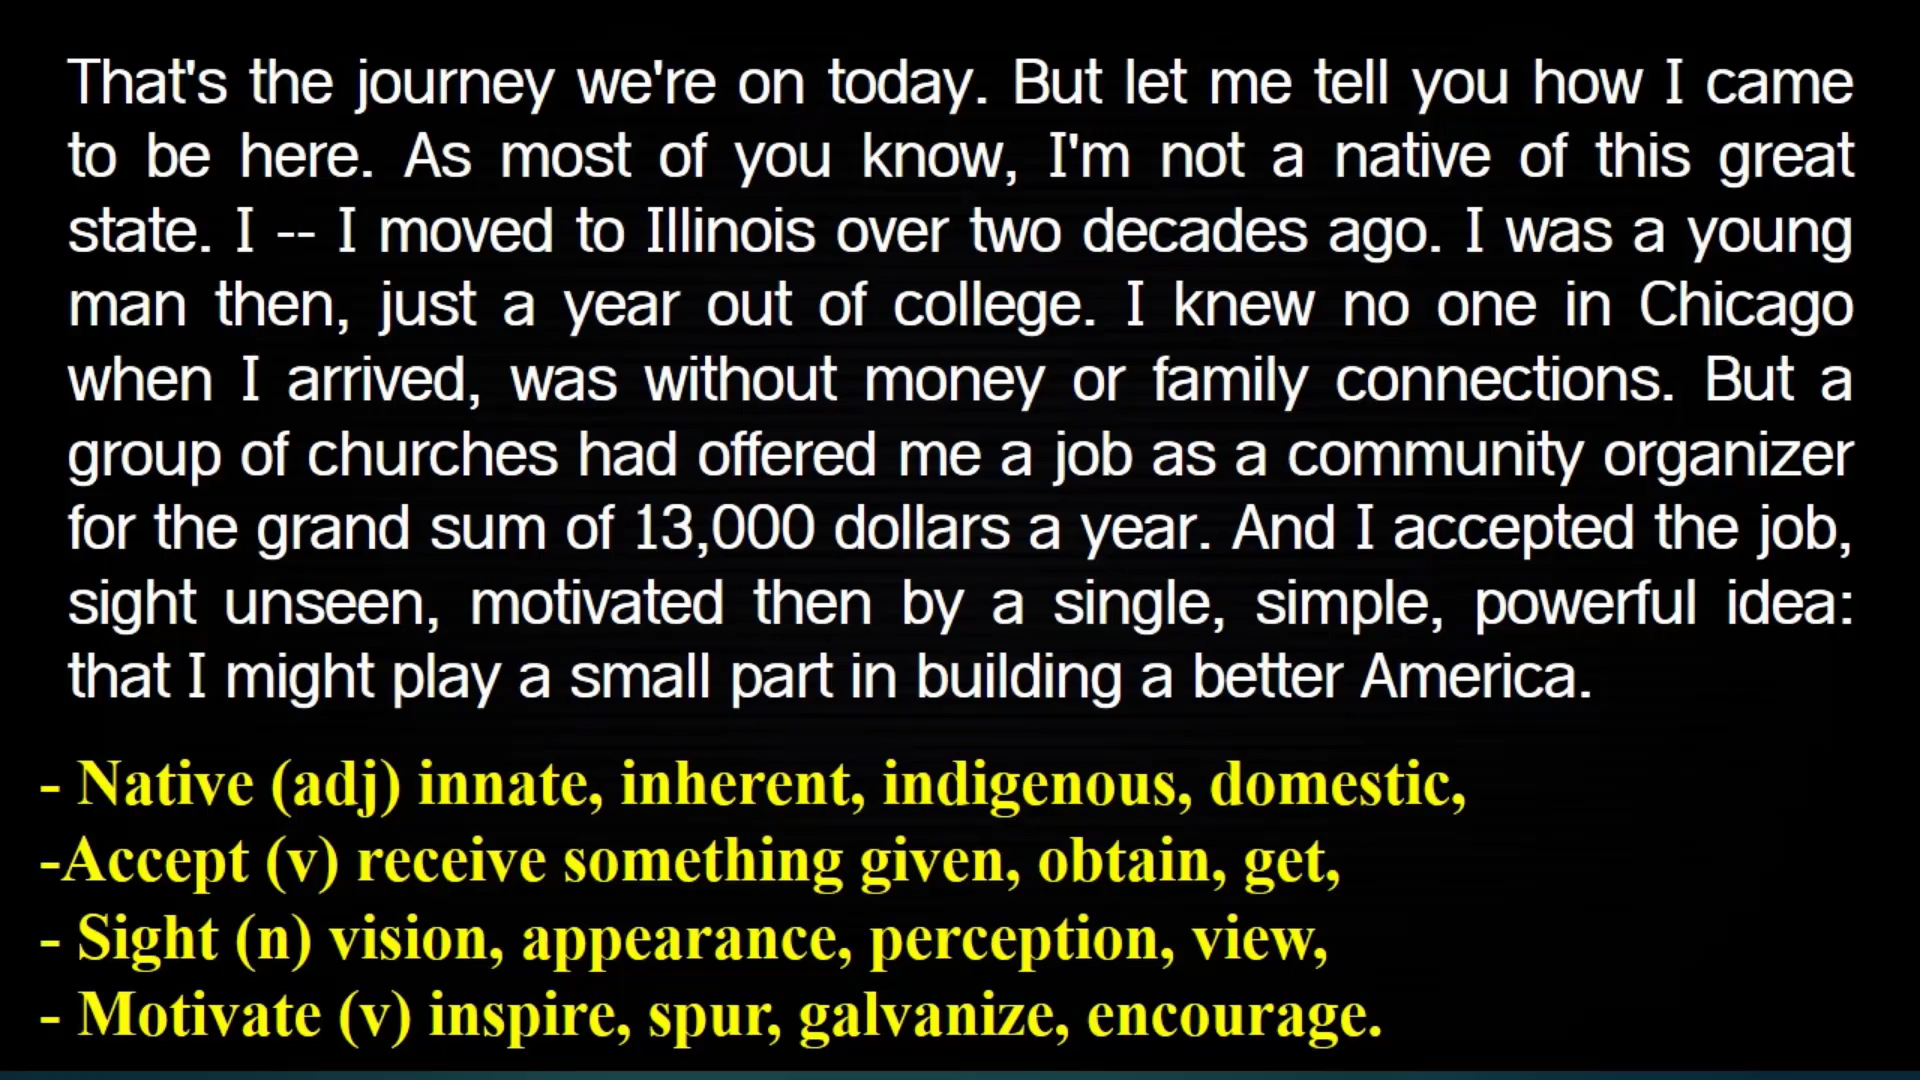 That's the journey we're on today. But let me tell you how I came
to be here. As most of you know, I'm not a native of this great
state. I -- I moved to Illinois over two decades ago. I was a young
man then, just a year out of college. I knew no one in Chicago
when I arrived, was without money or family connections. But a
group of churches had offered me a job as a community organizer
for the grand sum of 13,000 dollars a year. And I accepted the job,
sight unseen, motivated then by a single, simple, powerful idea:
that I might play a small part in building a better America.
- Native (adj) innate, inherent, indigenous, domestic,
-Accept (v) receive something given, obtain, get,
- Sight (n) vision, appearance, perception, view,
- Motivate (v) inspire, spur, galvanize, encourage.